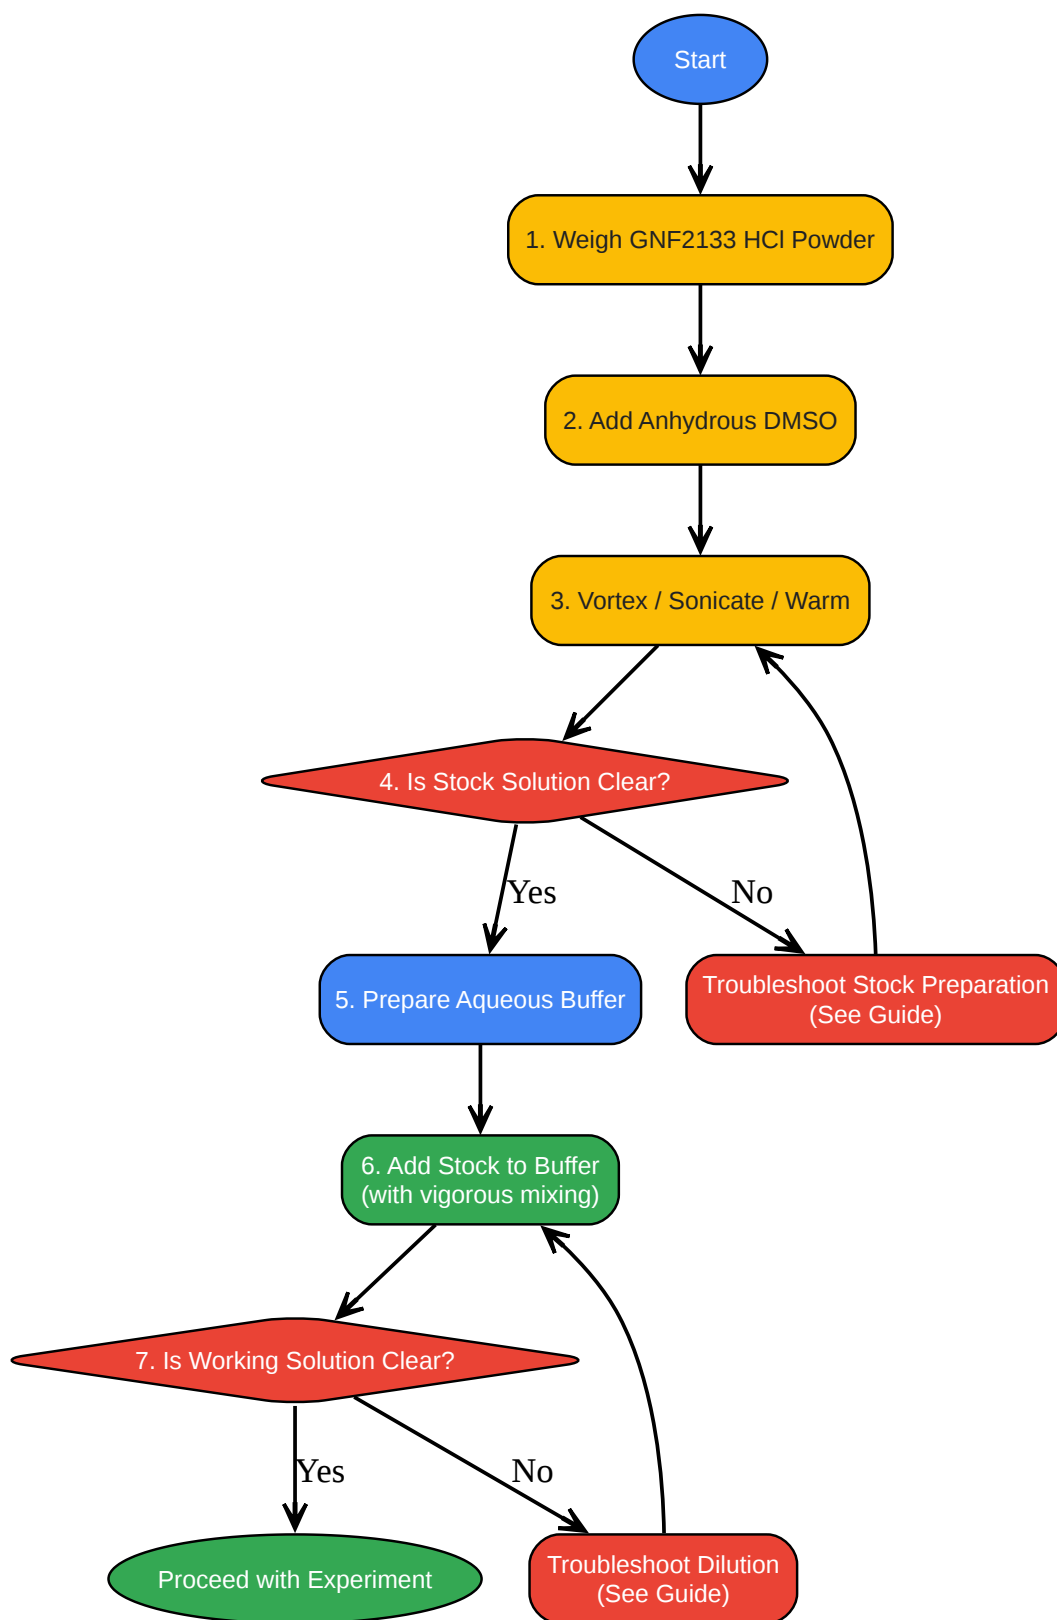 Start
1. Weigh GNF2133 HCl Powder
2. Add Anhydrous DMSO
3. Vortex / Sonicate / Warm
4. Is Stock Solution Clear?
Yes
No
5. Prepare Aqueous Buffer
Troubleshoot Stock Preparation
(See Guide)
6. Add Stock to Buffer
(with vigorous mixing)
7. Is Working Solution Clear?
Yes
No
Proceed with Experiment
Troubleshoot Dilution
(See Guide)